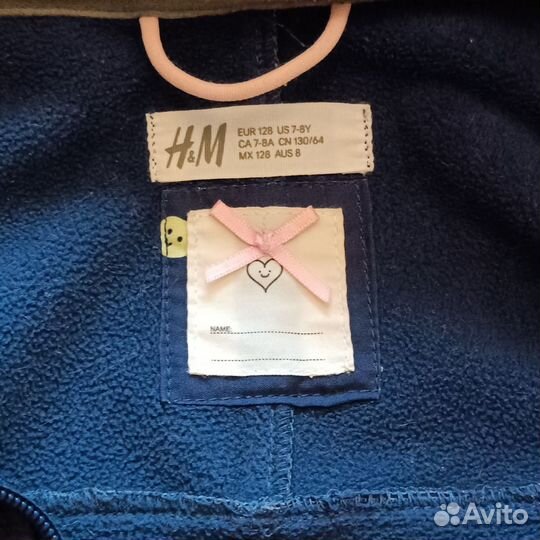 H&M
EUR 128 US 7-8Y
CA 7-8A CN 130/64
MX 128 AUS 8
NAME:
Avito